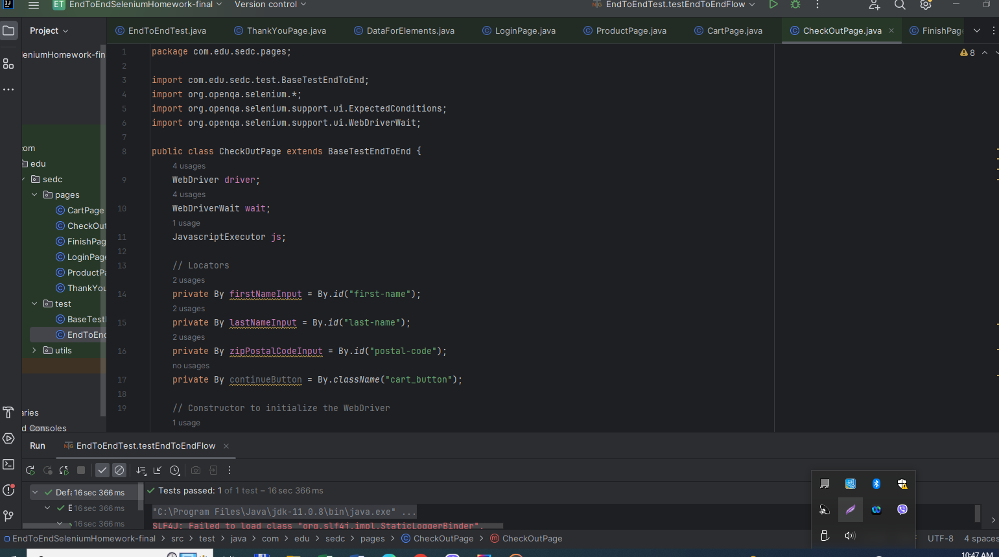 ET EndToEndSeleniumHomework-final Version control EndToEndTest.testEndToEndFlow
Project
EndToEndTest.java ThankYouPage.java DataForElements.java LoginPage.java ProductPage.java CartPage.java CheckOutPage.java FinishPag
eniumHomework-fin
om
edu
sedc
pages
CartPage
CheckOut
FinishPag
LoginPage
ProductPa
ThankYou
test
BaseTest
EndToEnd
utils
aries
d Consoles
8
1 package com.edu.sedc.pages;
2
3 import com.edu.sedc.test.BaseTestEndToEnd;
4 import org.openqa.selenium.*;
5 import org.openqa.selenium.support.ui.ExpectedConditions;
6 import org.openqa.selenium.support.ui.WebDriverWait;
7
8 public class CheckOutPage extends BaseTestEndToEnd {
4 usages
9 WebDriver driver;
4 usages
10 WebDriverWait wait;
1 usage
11 JavascriptExecutor js;
12
13 // Locators
2 usages
14 private By firstNameInput = By.id("first-name");
2 usages
15 private By lastNameInput = By.id("last-name");
2 usages
16 private By zipPostalCodeInput = By.id("postal-code");
no usages
17 private By continueButton = By.className("cart_button");
18
19 // Constructor to initialize the WebDriver
1 usage
Run EndToEndTest.testEndToEndFlow
Defa 16 sec 366 ms
E 16 sec 366 ms
16 sec 366 ms
Tests passed: 1 of 1 test – 16 sec 366 ms
"C:\Program Files\Java\jdk-11.0.8\bin\java.exe" ...
SLF4J: Failed to load class "org.slf4j.impl.StaticLoggerBinder".
EndToEndSeleniumHomework-final > src > test > java > com > edu > sedc > pages > CheckOutPage > CheckOutPage
UTF-8 4 spaces
10:47 AM